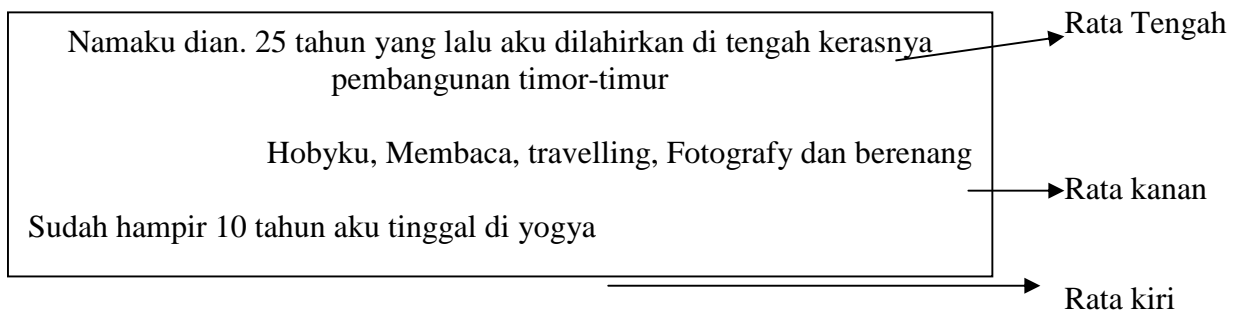 Namaku dian. 25 tahun yang lalu aku dilahirkan di tengah kerasnya
pembangunan timor-timur
Hobyku, Membaca, travelling, Fotografy dan berenang
Sudah hampir 10 tahun aku tinggal di yogya
Rata Tengah
Rata kanan
Rata kiri